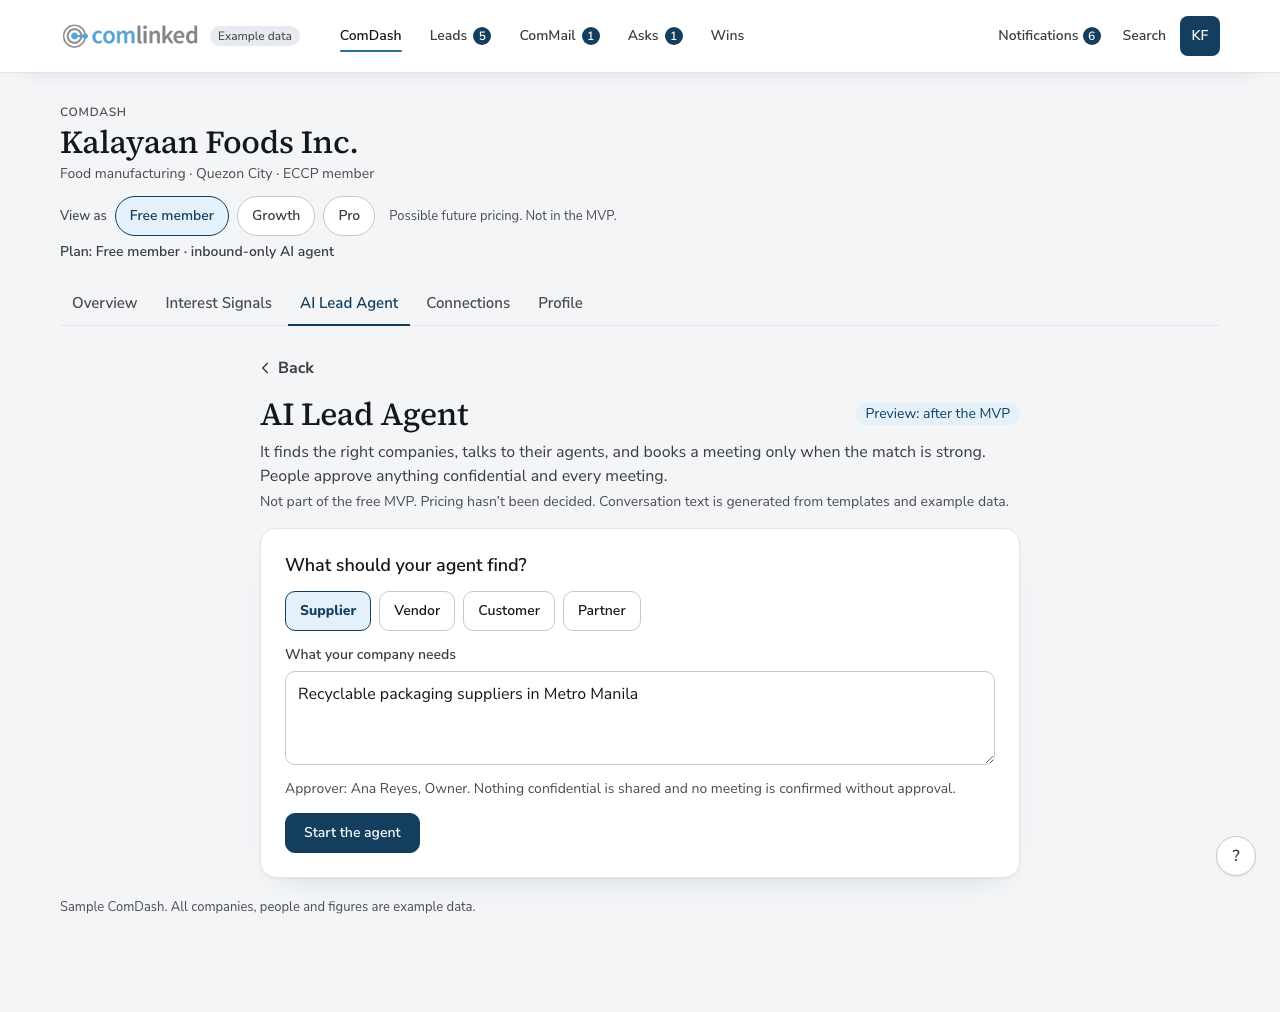 comlinked
Example data
ComDash
Leads 5
ComMail 1
Asks 1
Wins
Notifications 6
Search
KF
COMDASH
Kalayaan Foods Inc.
Food manufacturing · Quezon City · ECCP member
View as
Free member
Growth
Pro
Possible future pricing. Not in the MVP.
Plan: Free member · inbound-only AI agent
Overview
Interest Signals
AI Lead Agent
Connections
Profile
Back
AI Lead Agent
Preview: after the MVP
It finds the right companies, talks to their agents, and books a meeting only when the match is strong.
People approve anything confidential and every meeting.
Not part of the free MVP. Pricing hasn’t been decided. Conversation text is generated from templates and example data.
What should your agent find?
Supplier
Vendor
Customer
Partner
What your company needs
Recyclable packaging suppliers in Metro Manila
Approver: Ana Reyes, Owner. Nothing confidential is shared and no meeting is confirmed without approval.
Start the agent
?
Sample ComDash. All companies, people and figures are example data.